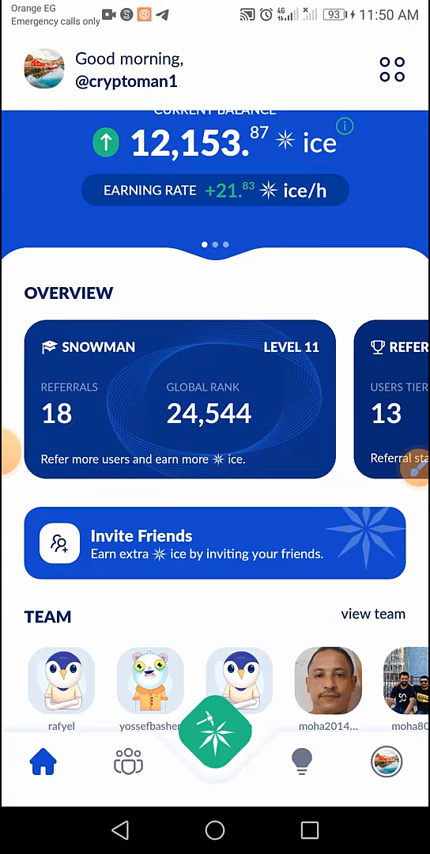 Orange EG
Emergency calls only
4G
93
11:50 AM
Good morning,
@cryptoman1
CURRENT BALANCE
12,153.87 ice
EARNING RATE +21.83 ice/h
OVERVIEW
SNOWMAN LEVEL 11
REFERRALS GLOBAL RANK
18 24,544
Refer more users and earn more ice.
REFER
USERS TIER
13
Referral sta
Invite Friends
Earn extra ice by inviting your friends.
TEAM view team
rafyel yossefbasher moha2014... moha80